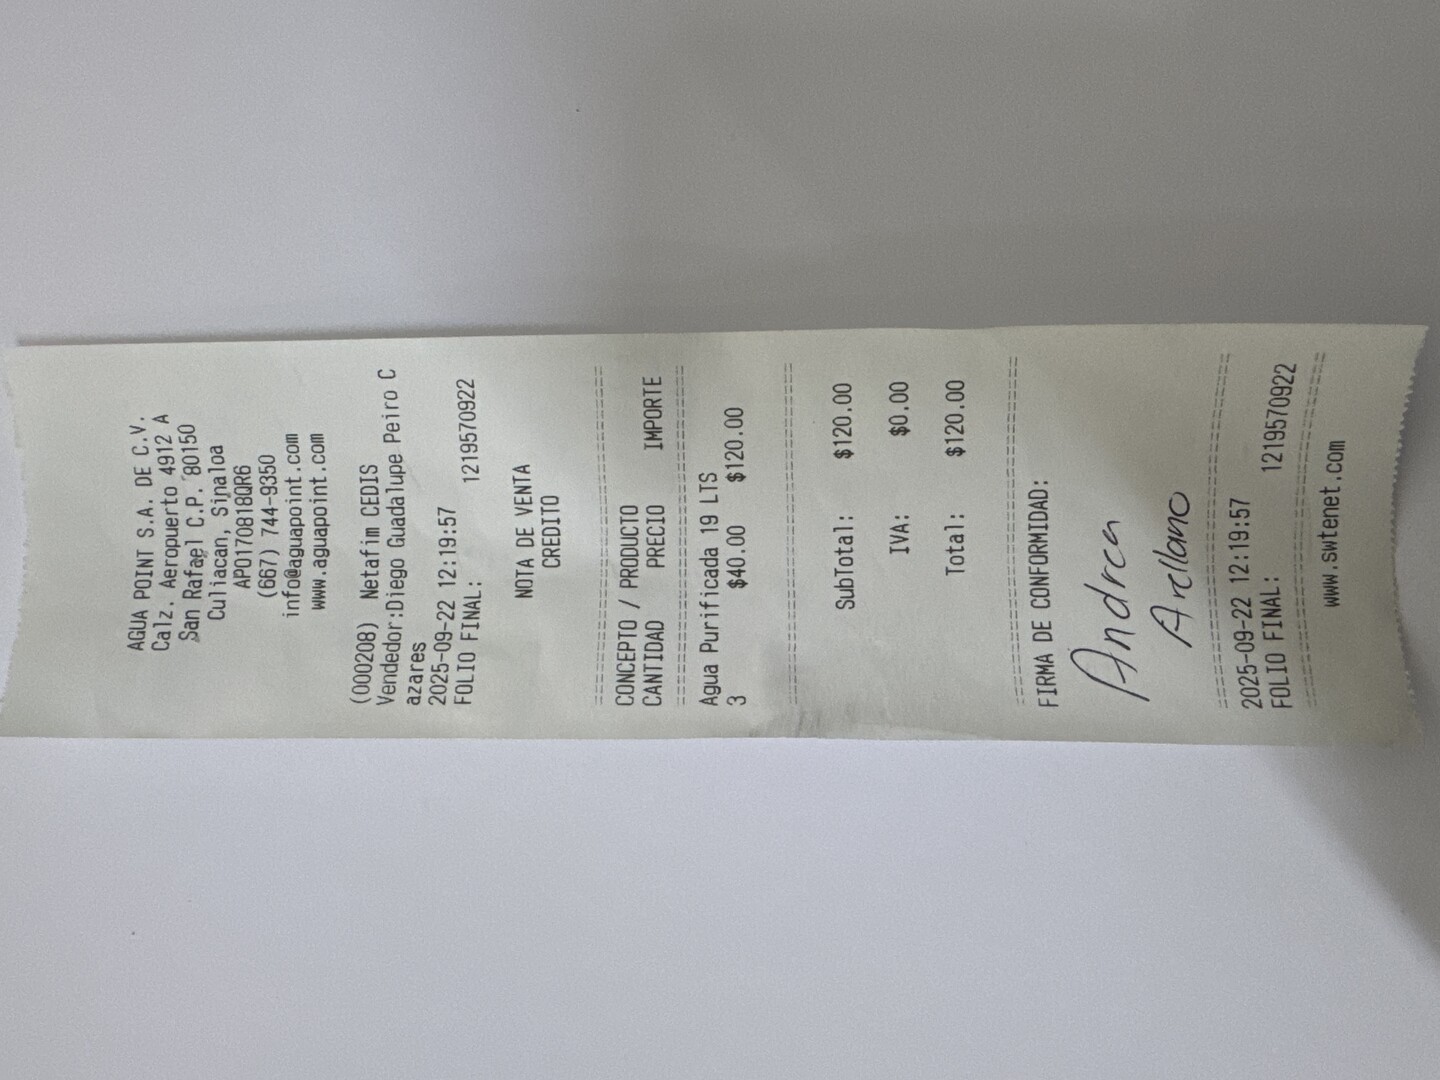 AGUA POINT S.A. DE C.V.
Calz. Aeropuerto 4912 A
San Rafael C.P. 80150
Culiacan, Sinaloa
APO170818QR6
(667) 744-9350
info@aguapoint.com
www.aguapoint.com
(000208) Netafim CEDIS
Vendedor:Diego Guadalupe Peiro C
azares
2025-09-22 12:19:57
FOLIO FINAL: 1219570922
NOTA DE VENTA
CREDITO
================================
CONCEPTO / PRODUCTO
CANTIDAD PRECIO IMPORTE
================================
Agua Purificada 19 LTS
3 $40.00 $120.00
================================
SubTotal: $120.00
IVA: $0.00
Total: $120.00
================================
FIRMA DE CONFORMIDAD:
Andrea
Arellano
================================
2025-09-22 12:19:57
FOLIO FINAL: 1219570922
================================
www.swtenet.com